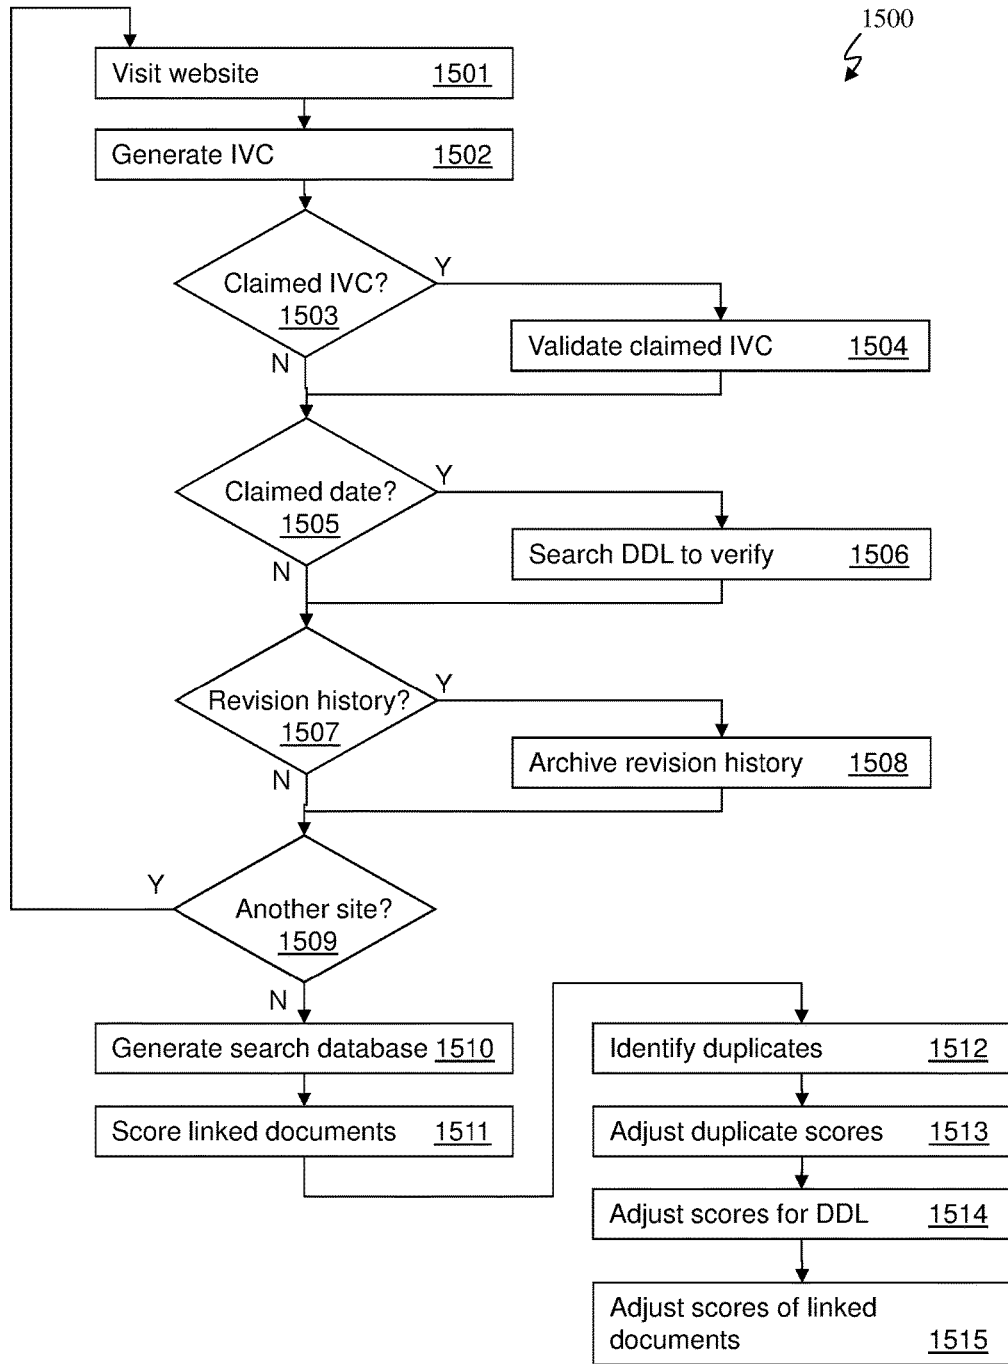 1500
Visit website 1501
Generate IVC 1502
Claimed IVC?
1503
Y
N
Validate claimed IVC 1504
Claimed date?
1505
Y
N
Search DDL to verify 1506
Revision history?
1507
Y
N
Archive revision history 1508
Another site?
1509
Y
N
Generate search database 1510
Score linked documents 1511
Identify duplicates 1512
Adjust duplicate scores 1513
Adjust scores for DDL 1514
Adjust scores of linked
documents 1515